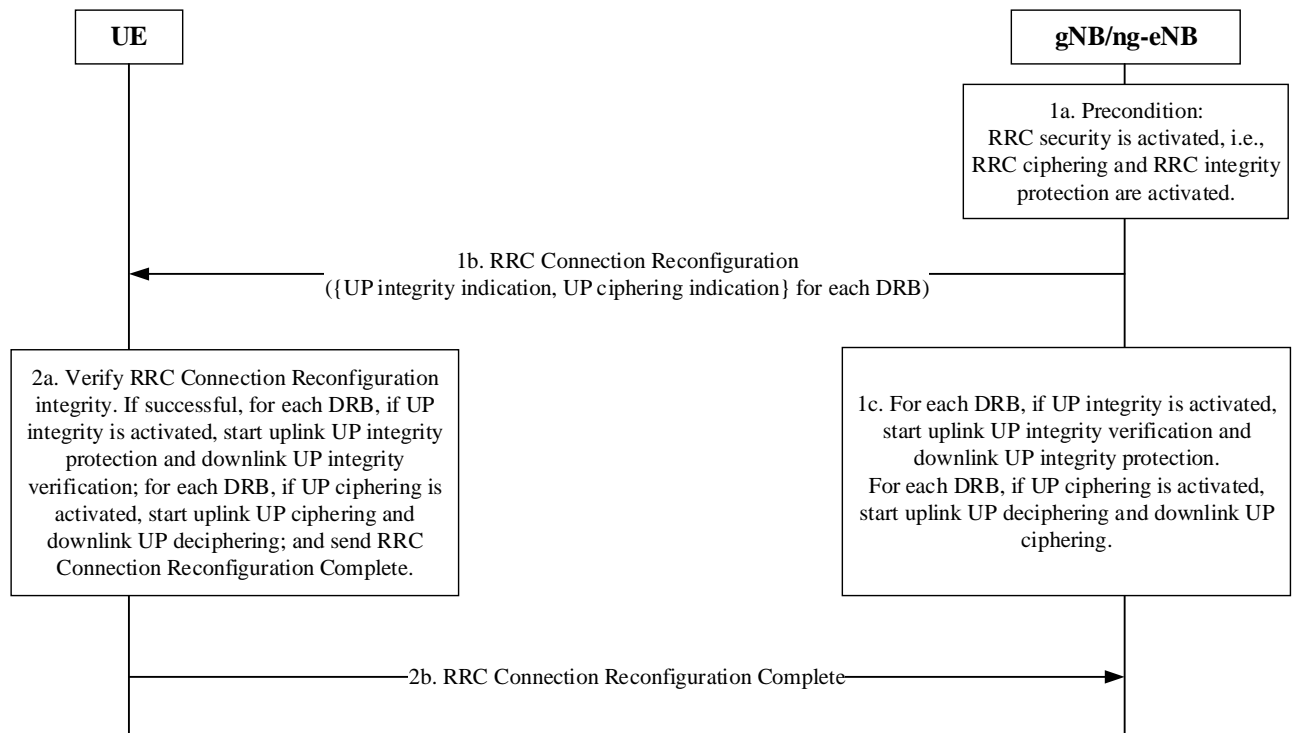 UE
gNB/ng-eNB
1a. Precondition:
RRC security is activated, i.e.,
RRC ciphering and RRC integrity
protection are activated.
1b. RRC Connection Reconfiguration
({UP integrity indication, UP ciphering indication} for each DRB)
2a. Verify RRC Connection Reconfiguration
integrity. If successful, for each DRB, if UP
integrity is activated, start uplink UP integrity
protection and downlink UP integrity
verification; for each DRB, if UP ciphering is
activated, start uplink UP ciphering and
downlink UP deciphering; and send RRC
Connection Reconfiguration Complete.
1c. For each DRB, if UP integrity is activated,
start uplink UP integrity verification and
downlink UP integrity protection.
For each DRB, if UP ciphering is activated,
start uplink UP deciphering and downlink UP
ciphering.
2b. RRC Connection Reconfiguration Complete